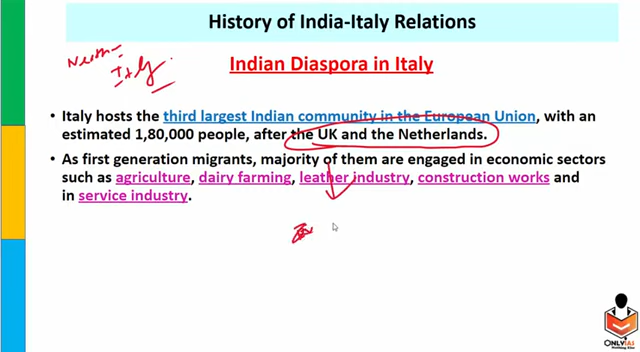 History of India-Italy Relations
Indian Diaspora in Italy
Italy.
• Italy hosts the third largest Indian community in the European Union, with an
estimated 1,80,000 people, after the UK and the Netherlands.
• As first generation migrants, majority of them are engaged in economic sectors
such as agriculture, dairy farming, leather industry, construction works and
in service industry.
ONLYIAS